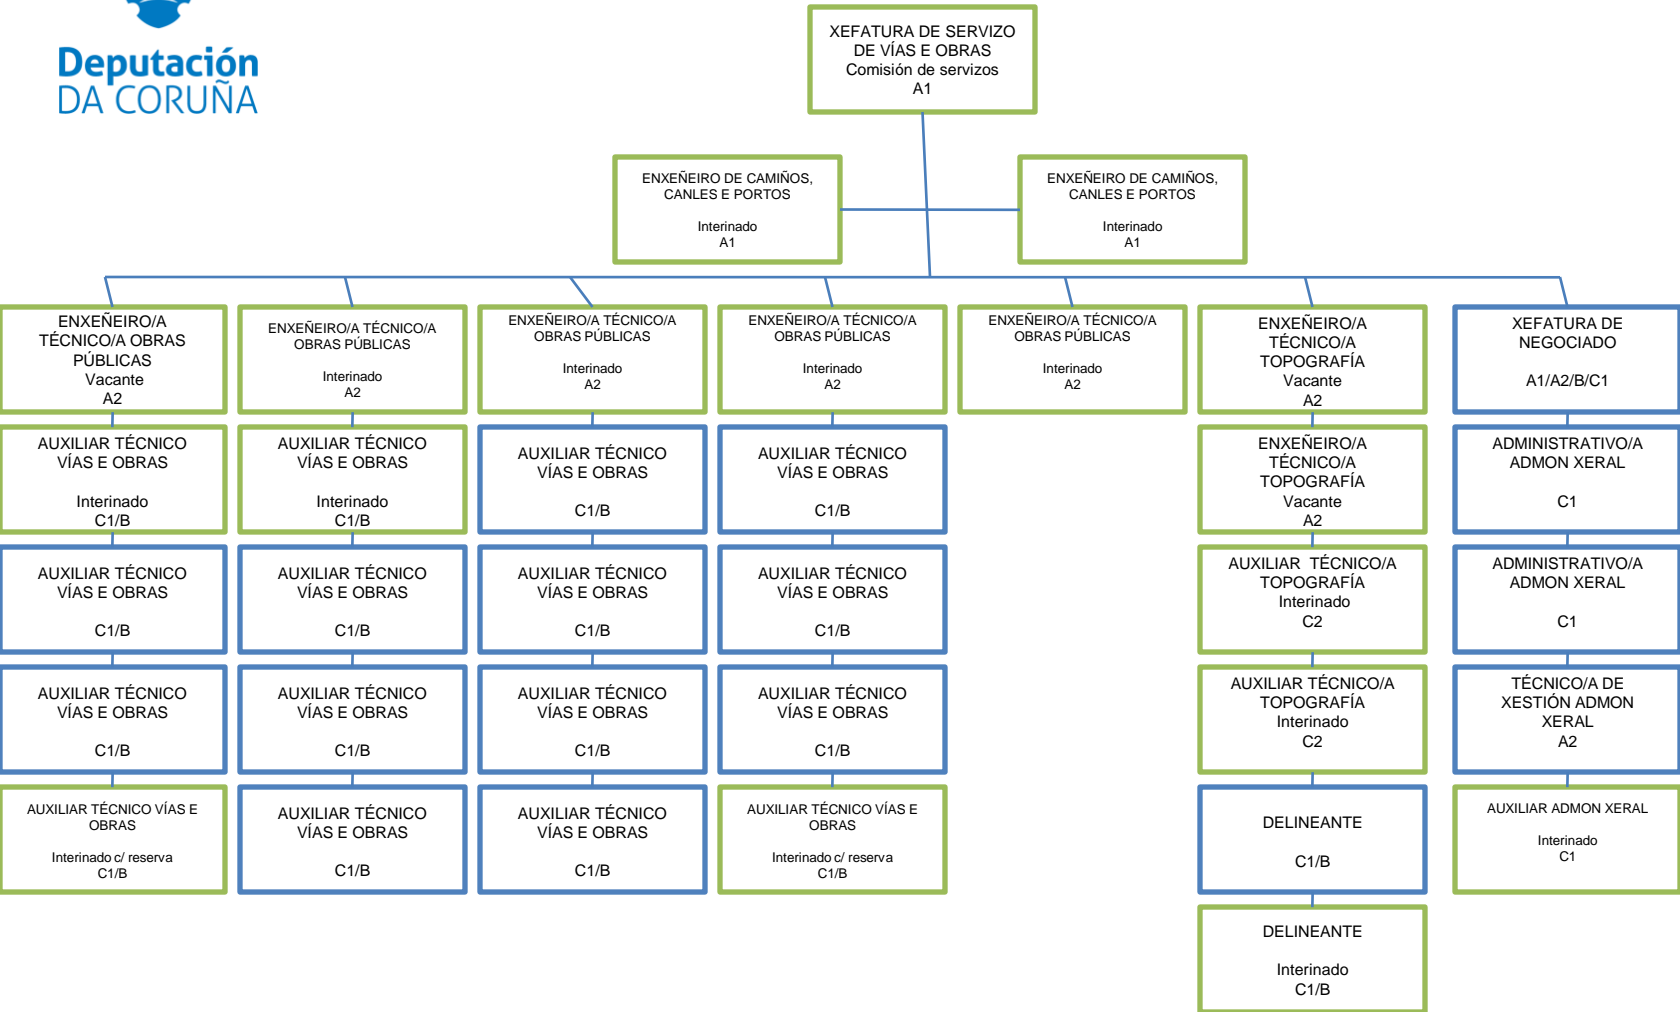 Deputación
DA CORUÑA
XEFATURA DE SERVIZO
DE VÍAS E OBRAS
Comisión de servizos
A1
ENXEÑEIRO DE CAMIÑOS,
CANLES E PORTOS
Interinado
A1
ENXEÑEIRO DE CAMIÑOS,
CANLES E PORTOS
Interinado
A1
ENXEÑEIRO/A
TÉCNICO/A OBRAS
PÚBLICAS
Vacante
A2
ENXEÑEIRO/A TÉCNICO/A
OBRAS PÚBLICAS
Interinado
A2
ENXEÑEIRO/A TÉCNICO/A
OBRAS PÚBLICAS
Interinado
A2
ENXEÑEIRO/A TÉCNICO/A
OBRAS PÚBLICAS
Interinado
A2
ENXEÑEIRO/A TÉCNICO/A
OBRAS PÚBLICAS
Interinado
A2
ENXEÑEIRO/A
TÉCNICO/A
TOPOGRAFÍA
Vacante
A2
XEFATURA DE
NEGOCIADO
A1/A2/B/C1
AUXILIAR TÉCNICO
VÍAS E OBRAS
Interinado
C1/B
AUXILIAR TÉCNICO
VÍAS E OBRAS
Interinado
C1/B
AUXILIAR TÉCNICO
VÍAS E OBRAS
C1/B
AUXILIAR TÉCNICO
VÍAS E OBRAS
C1/B
ENXEÑEIRO/A
TÉCNICO/A
TOPOGRAFÍA
Vacante
A2
ADMINISTRATIVO/A
ADMON XERAL
C1
AUXILIAR TÉCNICO
VÍAS E OBRAS
C1/B
AUXILIAR TÉCNICO
VÍAS E OBRAS
C1/B
AUXILIAR TÉCNICO
VÍAS E OBRAS
C1/B
AUXILIAR TÉCNICO
VÍAS E OBRAS
C1/B
AUXILIAR TÉCNICO/A
TOPOGRAFÍA
Interinado
C2
ADMINISTRATIVO/A
ADMON XERAL
C1
AUXILIAR TÉCNICO
VÍAS E OBRAS
C1/B
AUXILIAR TÉCNICO
VÍAS E OBRAS
C1/B
AUXILIAR TÉCNICO
VÍAS E OBRAS
C1/B
AUXILIAR TÉCNICO
VÍAS E OBRAS
C1/B
AUXILIAR TÉCNICO/A
TOPOGRAFÍA
Interinado
C2
TÉCNICO/A DE
XESTIÓN ADMON
XERAL
A2
AUXILIAR TÉCNICO VÍAS E
OBRAS
Interinado c/ reserva
C1/B
AUXILIAR TÉCNICO
VÍAS E OBRAS
C1/B
AUXILIAR TÉCNICO
VÍAS E OBRAS
C1/B
AUXILIAR TÉCNICO VÍAS E
OBRAS
Interinado c/ reserva
C1/B
DELINEANTE
C1/B
AUXILIAR ADMON XERAL
Interinado
C1
DELINEANTE
Interinado
C1/B